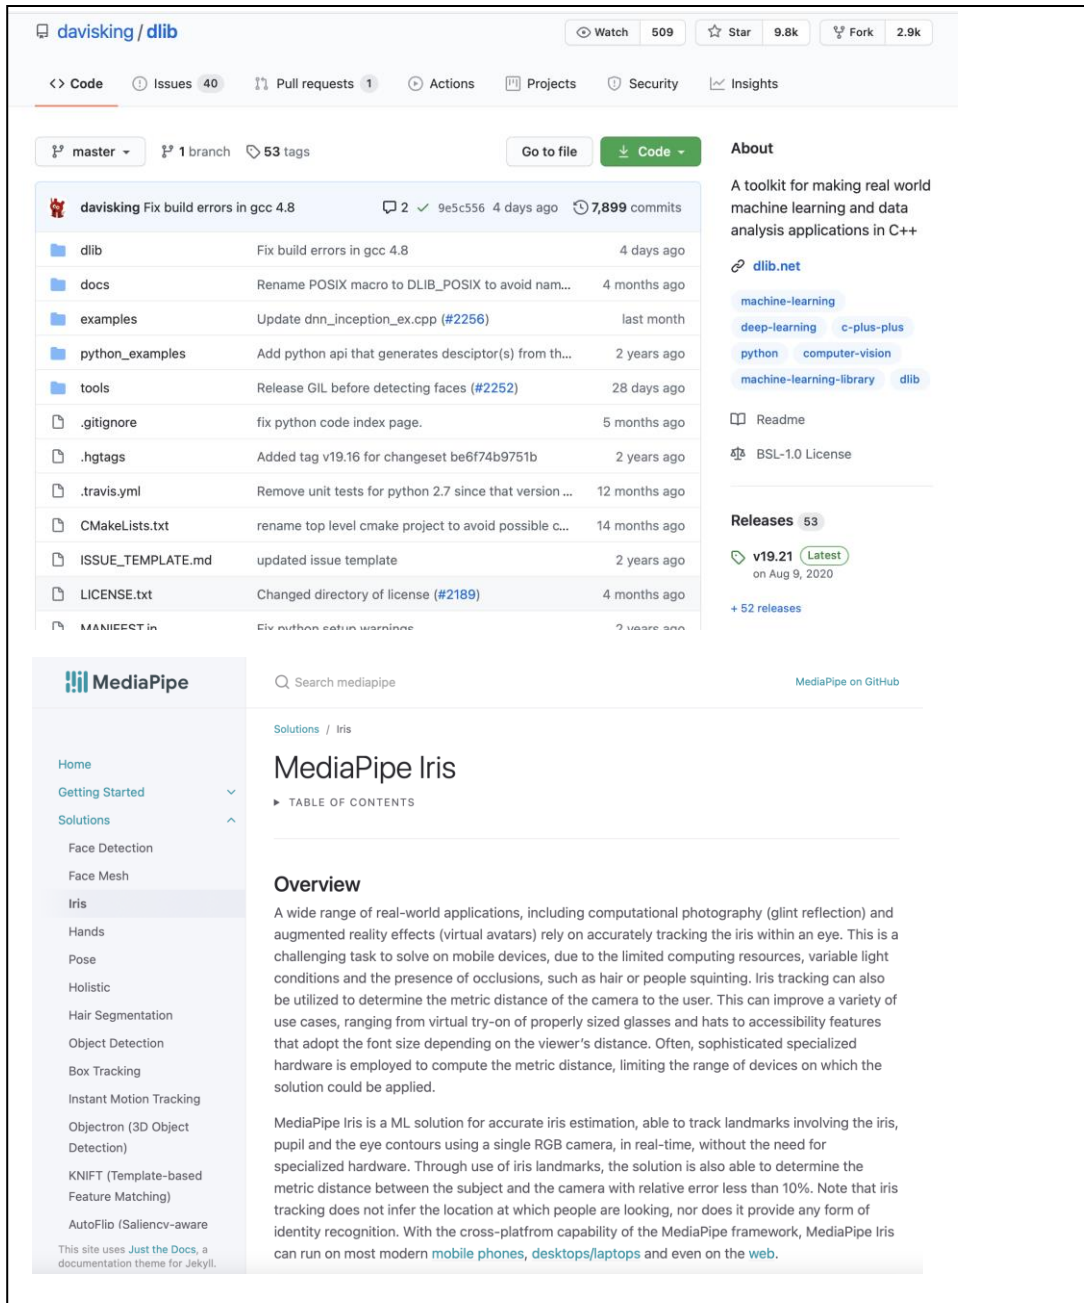 davisking / dlib
Watch 509 Star 9.8k Fork 2.9k
<> Code Issues 40 Pull requests 1 Actions Projects Security Insights
master 1 branch 53 tags Go to file Code
davisking Fix build errors in gcc 4.8 2 9e5c556 4 days ago 7,899 commits
dlib Fix build errors in gcc 4.8 4 days ago
docs Rename POSIX macro to DLIB_POSIX to avoid nam... 4 months ago
examples Update dnn_inception_ex.cpp (#2256) last month
python_examples Add python api that generates desciptor(s) from th... 2 years ago
tools Release GIL before detecting faces (#2252) 28 days ago
.gitignore fix python code index page. 5 months ago
.hgtags Added tag v19.16 for changeset be6f74b9751b 2 years ago
.travis.yml Remove unit tests for python 2.7 since that version ... 12 months ago
CMakeLists.txt rename top level cmake project to avoid possible c... 14 months ago
ISSUE_TEMPLATE.md updated issue template 2 years ago
LICENSE.txt Changed directory of license (#2189) 4 months ago
MANIFEST.in Fix python setup warnings 2 years ago
About
A toolkit for making real world
machine learning and data
analysis applications in C++
dlib.net
machine-learning
deep-learning c-plus-plus
python computer-vision
machine-learning-library dlib
Readme
BSL-1.0 License
Releases 53
v19.21 Latest
on Aug 9, 2020
+ 52 releases
MediaPipe
Home
Getting Started
Solutions
Face Detection
Face Mesh
Iris
Hands
Pose
Holistic
Hair Segmentation
Object Detection
Box Tracking
Instant Motion Tracking
Objectron (3D Object
Detection)
KNIFT (Template-based
Feature Matching)
AutoFlip (Saliency-aware
This site uses Just the Docs, a
documentation theme for Jekyll.
Search mediapipe MediaPipe on GitHub
Solutions / Iris
MediaPipe Iris
TABLE OF CONTENTS
Overview
A wide range of real-world applications, including computational photography (glint reflection) and
augmented reality effects (virtual avatars) rely on accurately tracking the iris within an eye. This is a
challenging task to solve on mobile devices, due to the limited computing resources, variable light
conditions and the presence of occlusions, such as hair or people squinting. Iris tracking can also
be utilized to determine the metric distance of the camera to the user. This can improve a variety of
use cases, ranging from virtual try-on of properly sized glasses and hats to accessibility features
that adopt the font size depending on the viewer's distance. Often, sophisticated specialized
hardware is employed to compute the metric distance, limiting the range of devices on which the
solution could be applied.
MediaPipe Iris is a ML solution for accurate iris estimation, able to track landmarks involving the iris,
pupil and the eye contours using a single RGB camera, in real-time, without the need for
specialized hardware. Through use of iris landmarks, the solution is also able to determine the
metric distance between the subject and the camera with relative error less than 10%. Note that iris
tracking does not infer the location at which people are looking, nor does it provide any form of
identity recognition. With the cross-platfrom capability of the MediaPipe framework, MediaPipe Iris
can run on most modern mobile phones, desktops/laptops and even on the web.